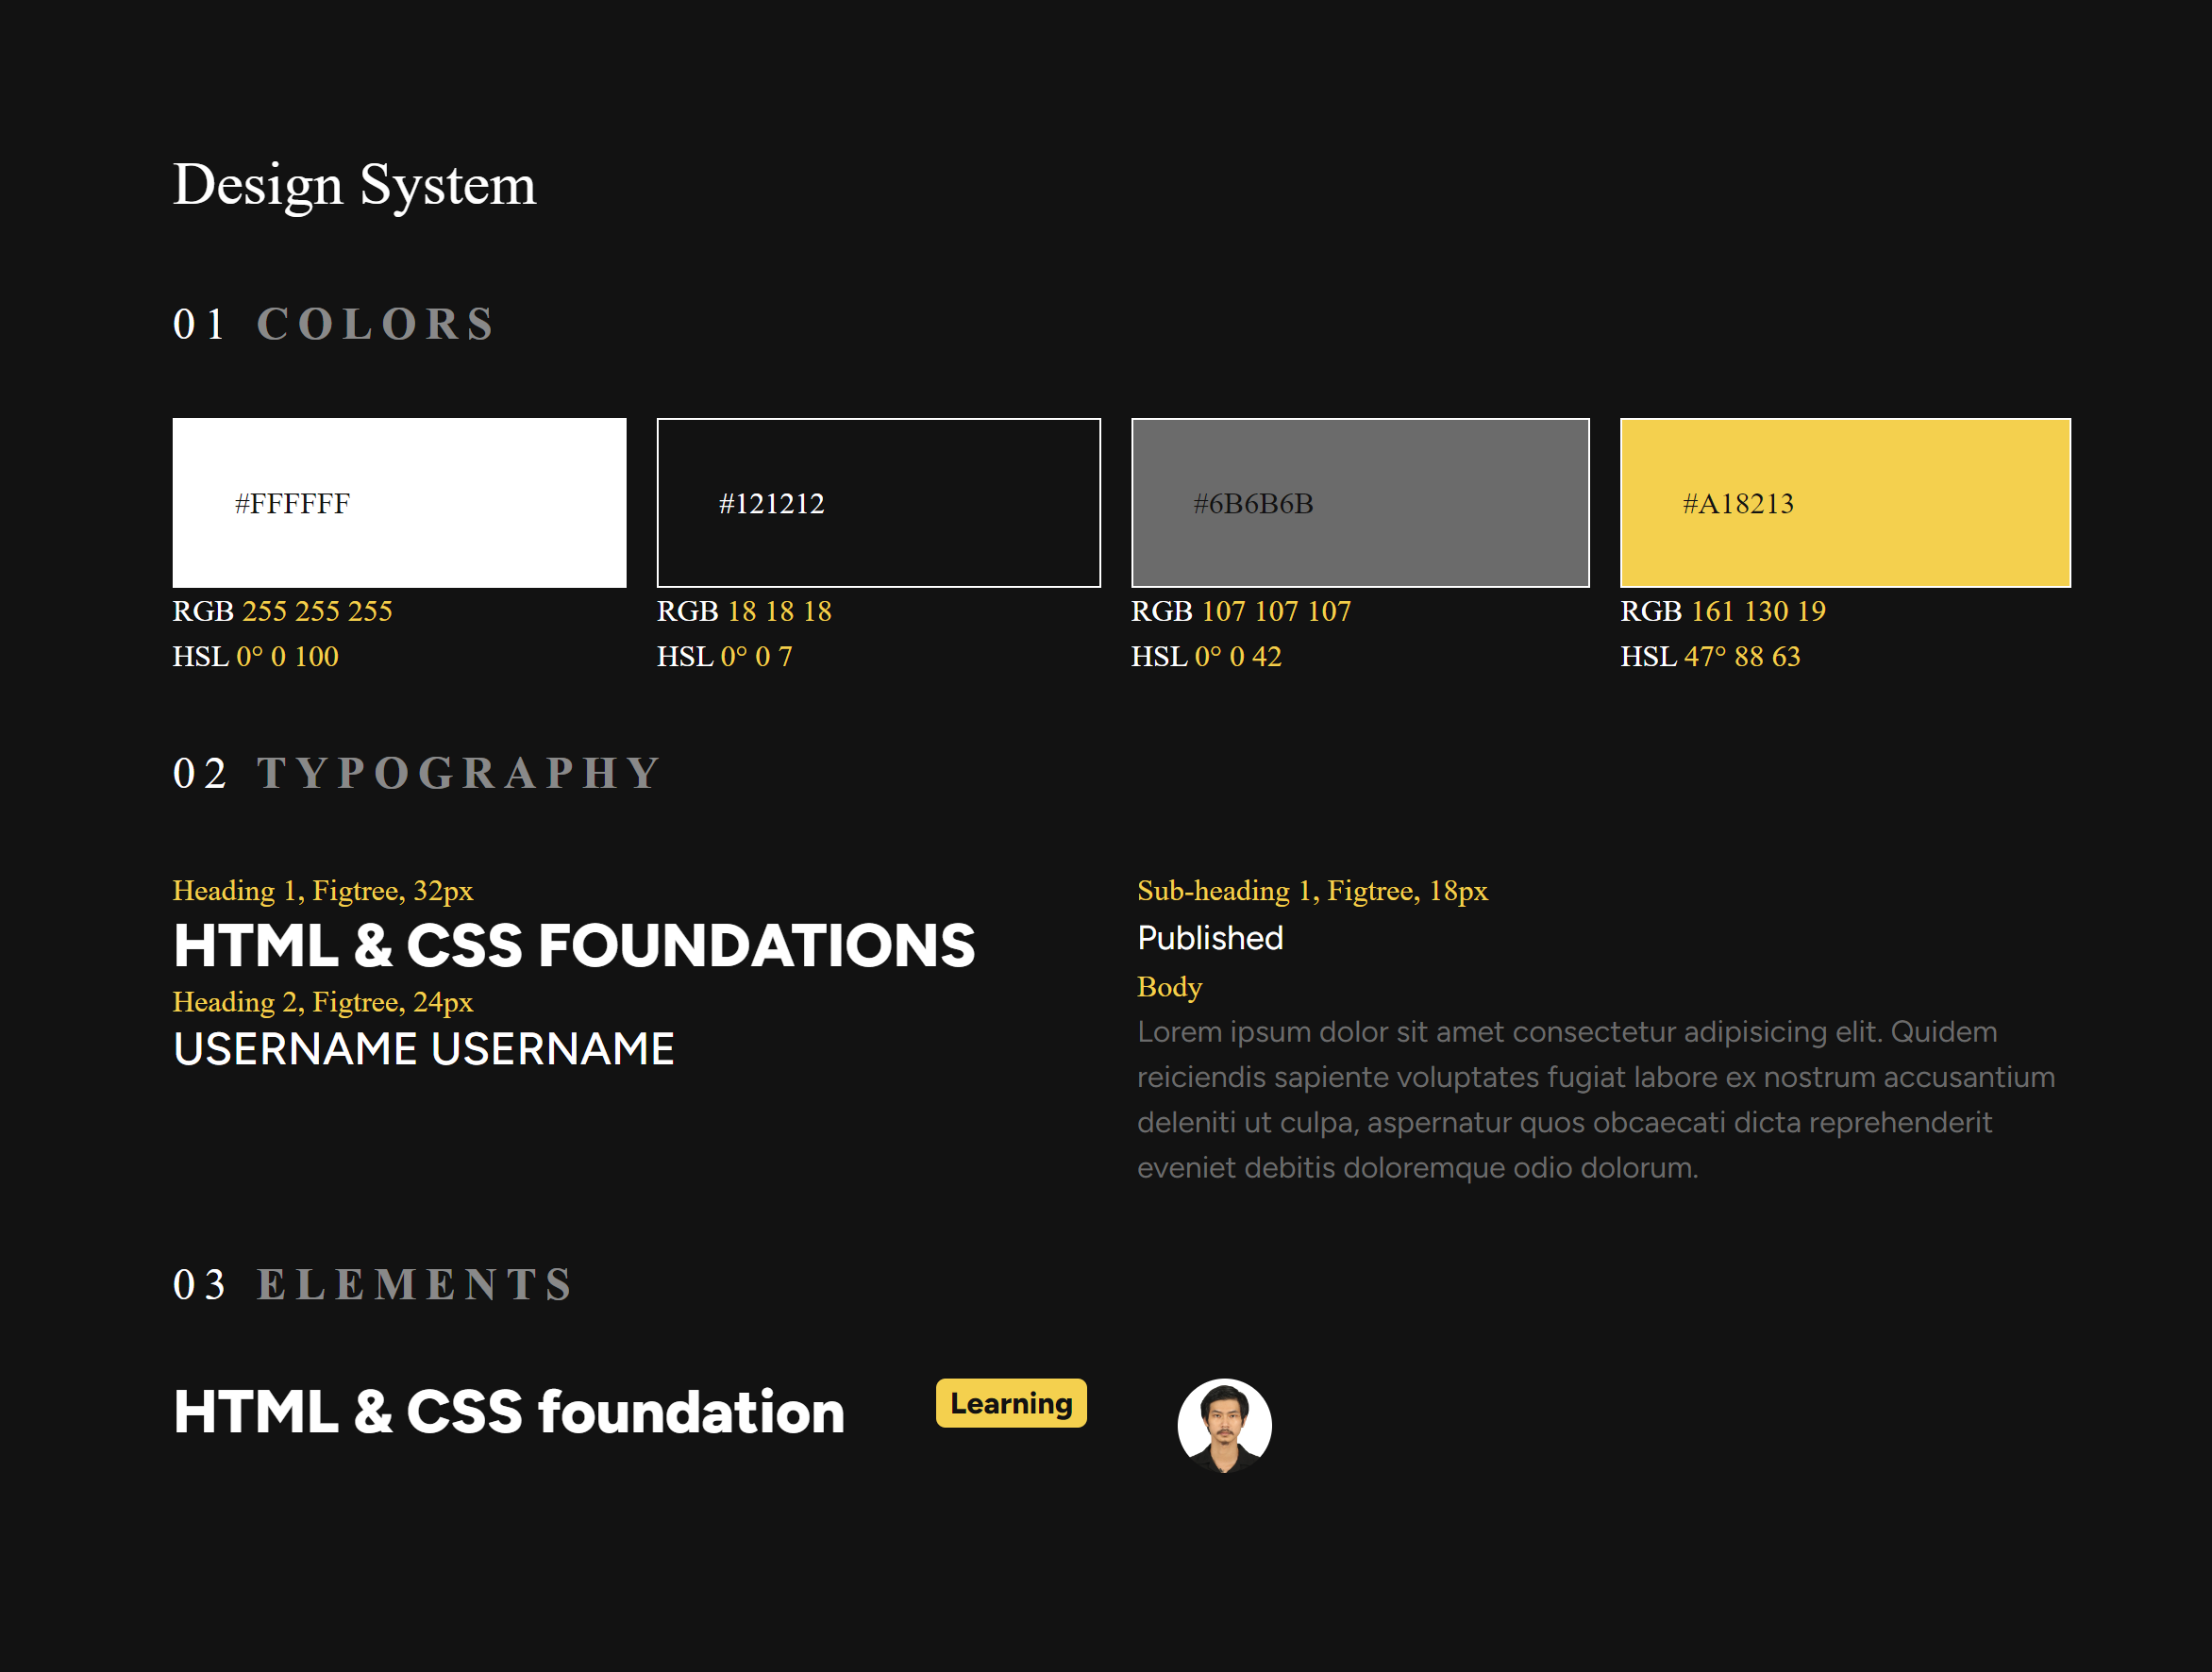 Design System
01 COLORS
#FFFFFF
RGB 255 255 255
HSL 0° 0 100
#121212
RGB 18 18 18
HSL 0° 0 7
#6B6B6B
RGB 107 107 107
HSL 0° 0 42
#A18213
RGB 161 130 19
HSL 47° 88 63
02 TYPOGRAPHY
Heading 1, Figtree, 32px
HTML & CSS FOUNDATIONS
Heading 2, Figtree, 24px
USERNAME USERNAME
Sub-heading 1, Figtree, 18px
Published
Body
Lorem ipsum dolor sit amet consectetur adipisicing elit. Quidem
reiciendis sapiente voluptates fugiat labore ex nostrum accusantium
deleniti ut culpa, aspernatur quos obcaecati dicta reprehenderit
eveniet debitis doloremque odio dolorum.
03 ELEMENTS
HTML & CSS foundation
Learning